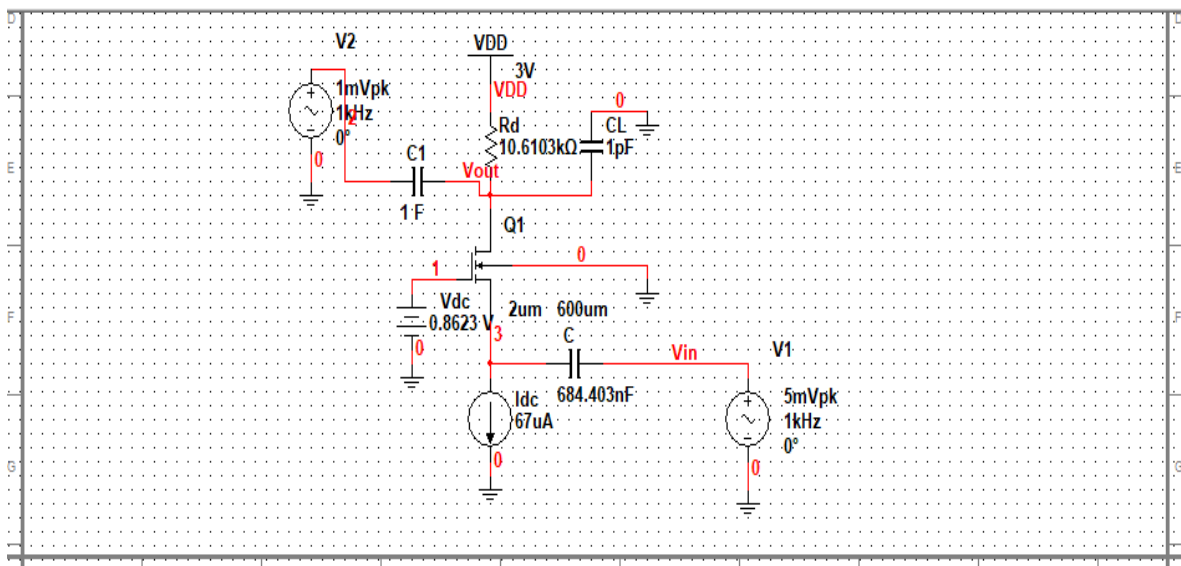 D
D
V2
VDD
3V
VDD
1mVpk
1kHz
0°
2
0
0
Rd
10.6103kΩ
CL
1pF
E
E
C1
Vout
1 F
Q1
0
1
Vdc
0.8623 V
0
2um 600um
3
C
684.403nF
Vin
V1
F
F
Idc
67uA
0
5mVpk
1kHz
0°
0
G
G